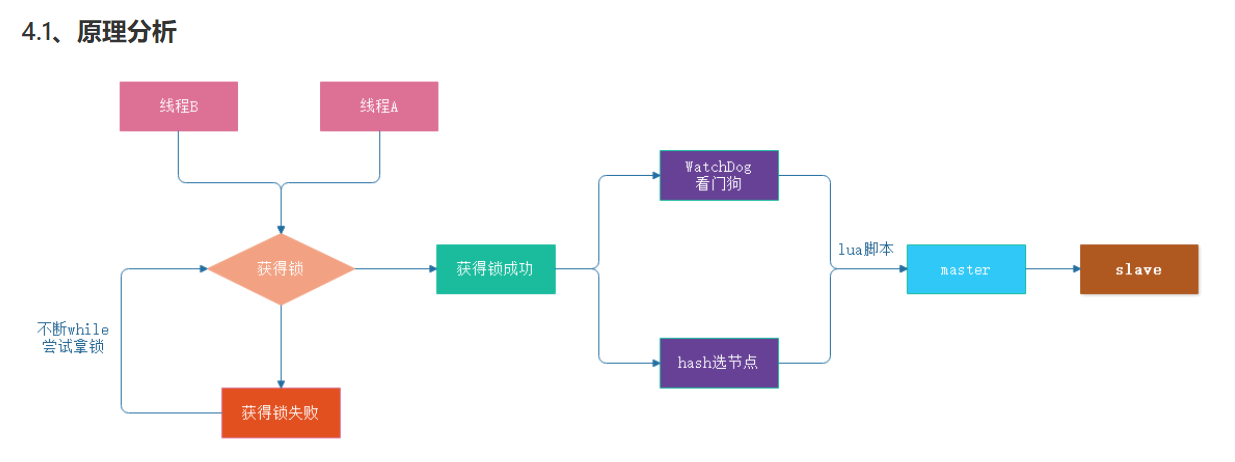 4.1、原理分析
线程B
线程A
WatchDog
看门狗
获得锁
获得锁成功
lua脚本
master
slave
不断while
尝试拿锁
hash选节点
获得锁失败